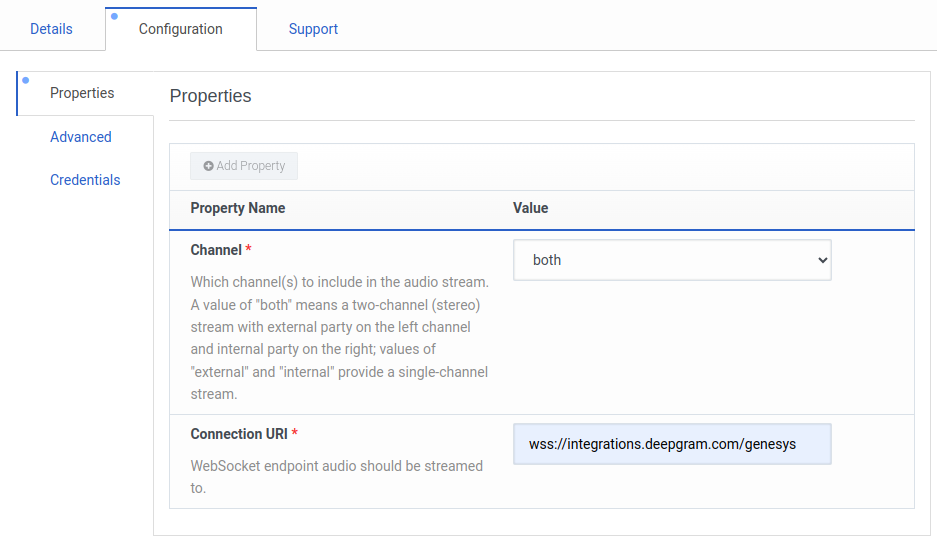 Details
Configuration
Support
Properties
Advanced
Credentials
Properties
Add Property
Property Name
Value
Channel *
both
Which channel(s) to include in the audio stream.
A value of "both" means a two-channel (stereo)
stream with external party on the left channel
and internal party on the right; values of
"external" and "internal" provide a single-channel
stream.
Connection URI *
wss://integrations.deepgram.com/genesys
WebSocket endpoint audio should be streamed
to.